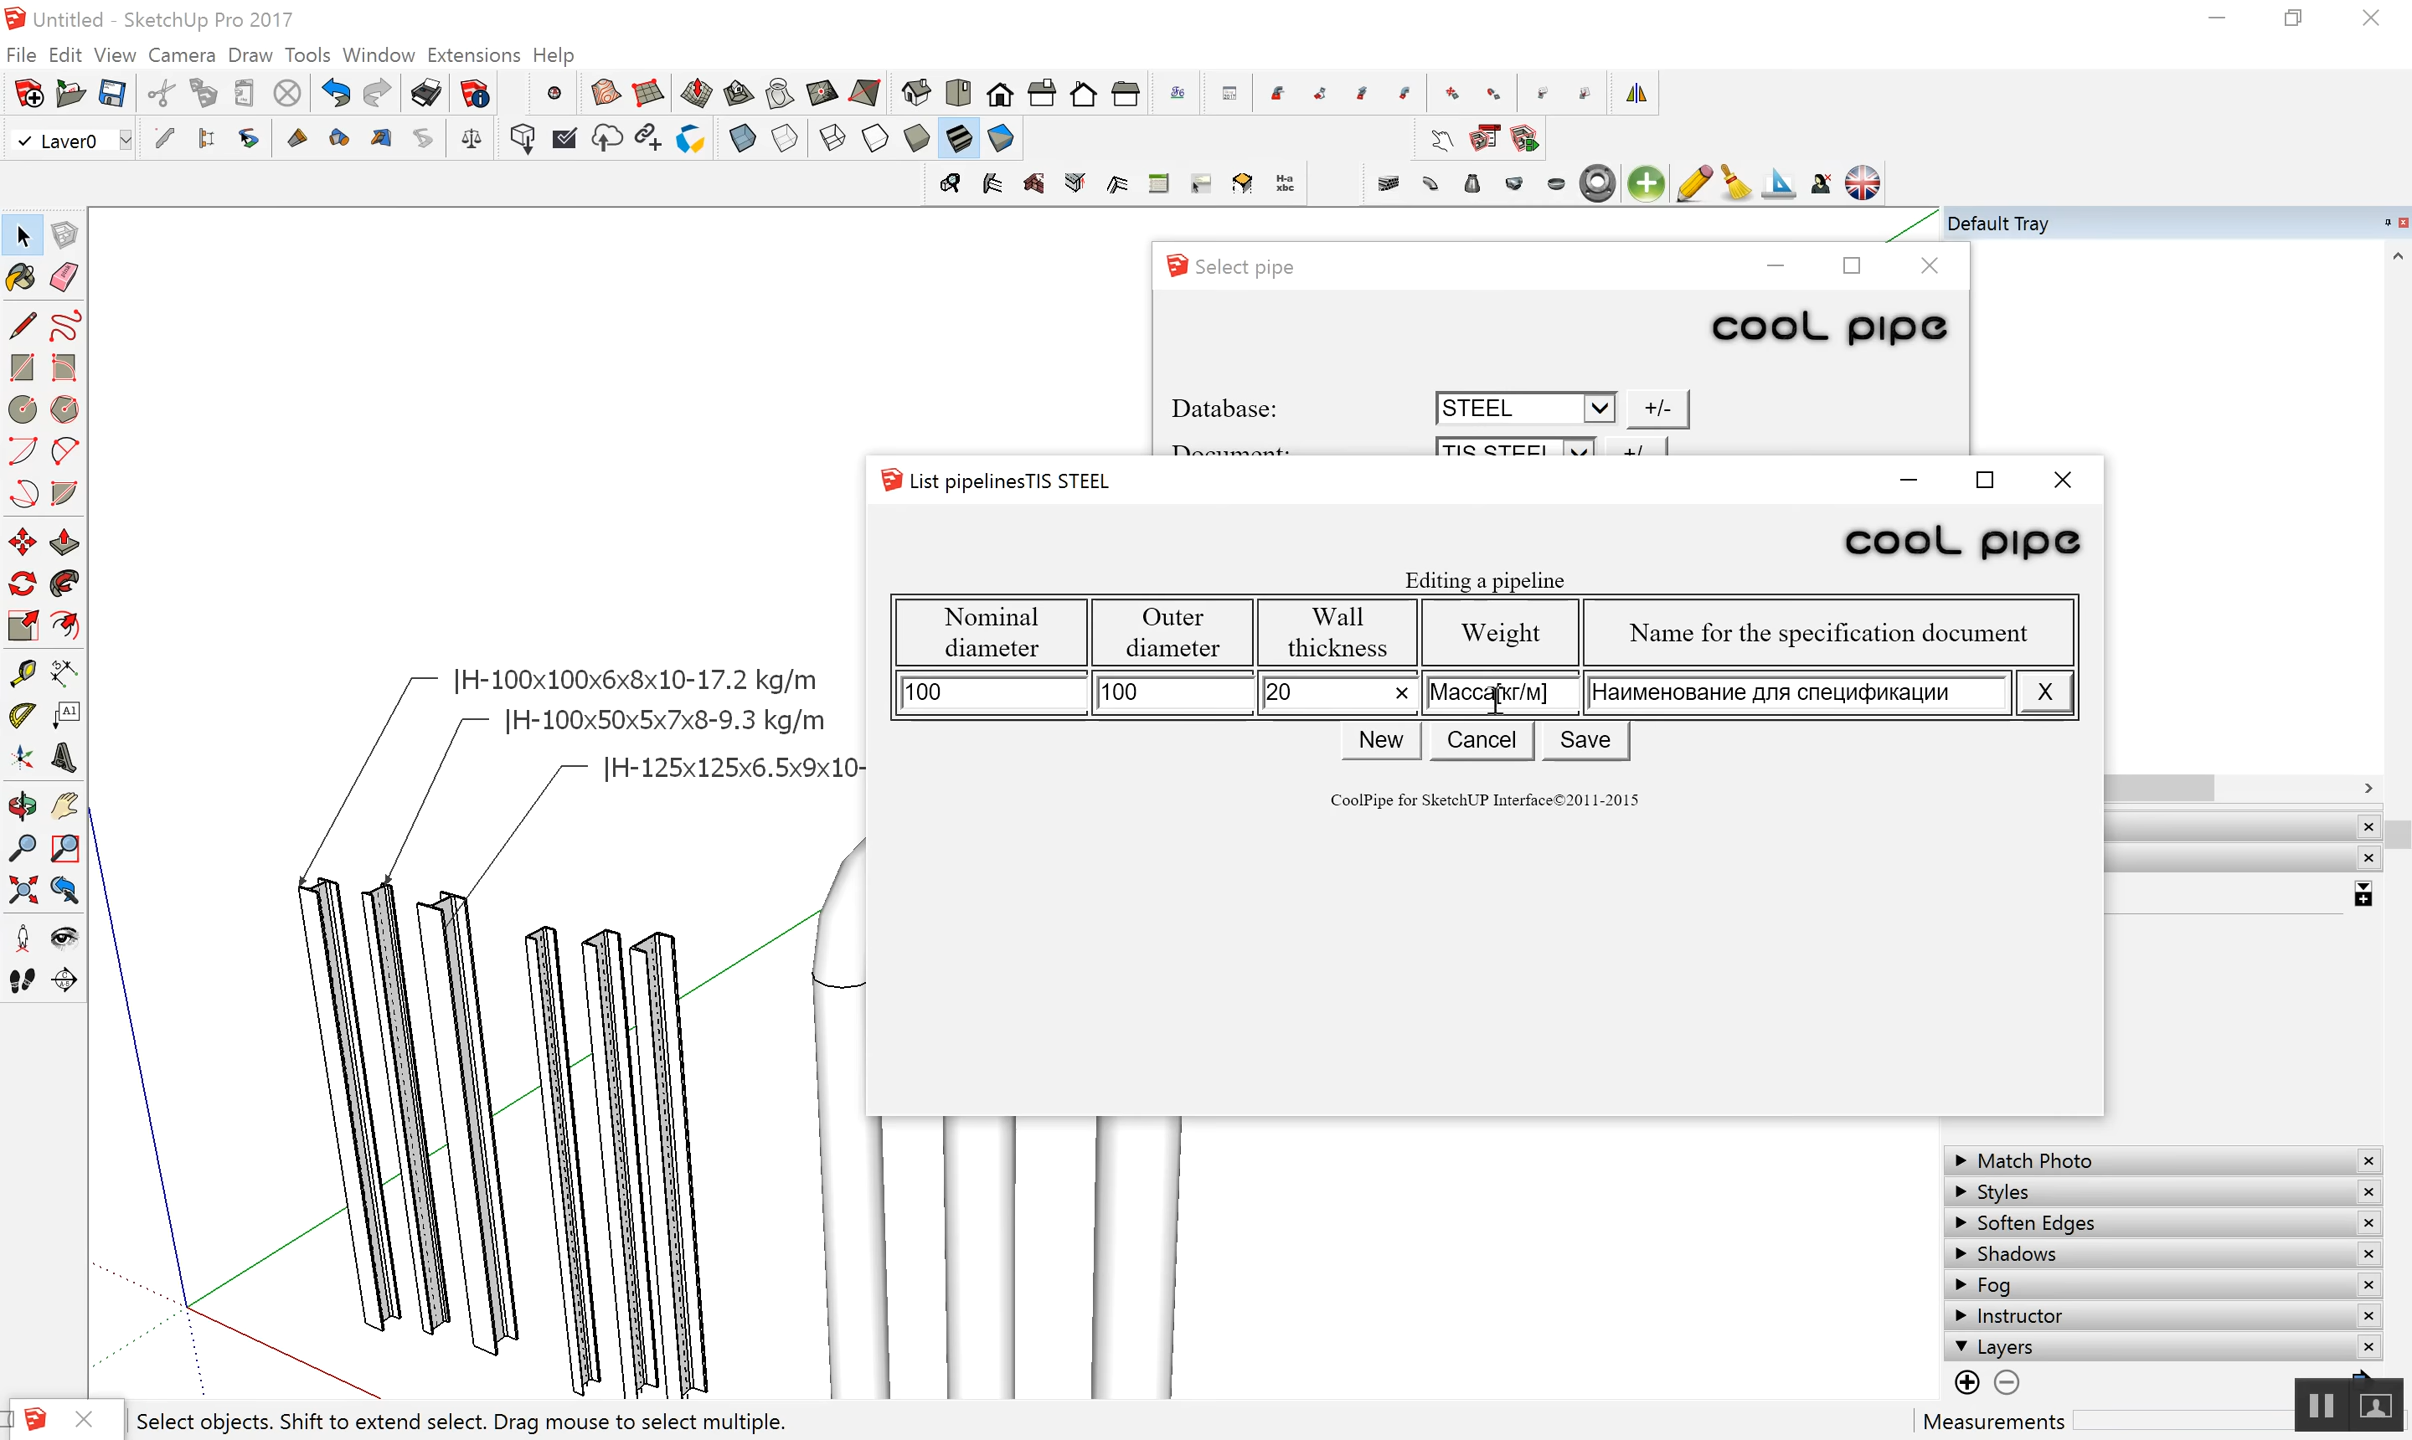 Untitled - SketchUp Pro 2017
File Edit View Camera Draw Tools Window Extensions Help
Layer0
H-a
xbc
Default Tray
Select pipe
cool pipe
Database: STEEL +/-
Document: TIS STEEL +/-
List pipelinesTIS STEEL
cool pipe
Editing a pipeline
Nominal diameter
Outer diameter
Wall thickness
Weight
Name for the specification document
100
100
20
Масса[кг/м]
Наименование для спецификации
X
New Cancel Save
CoolPipe for SketchUP Interface©2011-2015
H-100x100x6x8x10-17.2 kg/m
H-100x50x5x7x8-9.3 kg/m
H-125x125x6.5x9x10-
A1
Match Photo
Styles
Soften Edges
Shadows
Fog
Instructor
Layers
Select objects. Shift to extend select. Drag mouse to select multiple.
Measurements